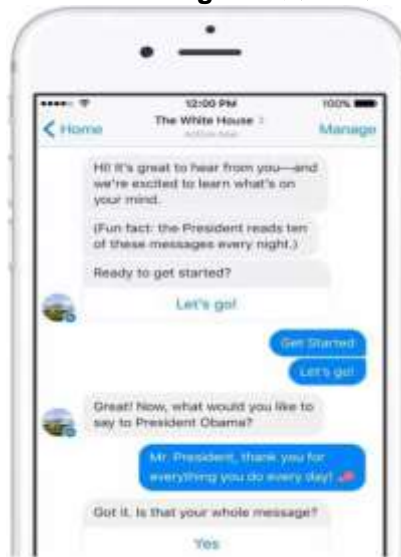 12:00 PM
100%
Home
The White House
Manage
Active Now
Hi! It's great to hear from you—and
we're excited to learn what's on
your mind.
(Fun fact: the President reads ten
of these messages every night.)
Ready to get started?
Let's go!
Get Started
Let's go!
Great! Now, what would you like to
say to President Obama?
Mr. President, thank you for
everything you do every day!
Got it. Is that your whole message?
Yes